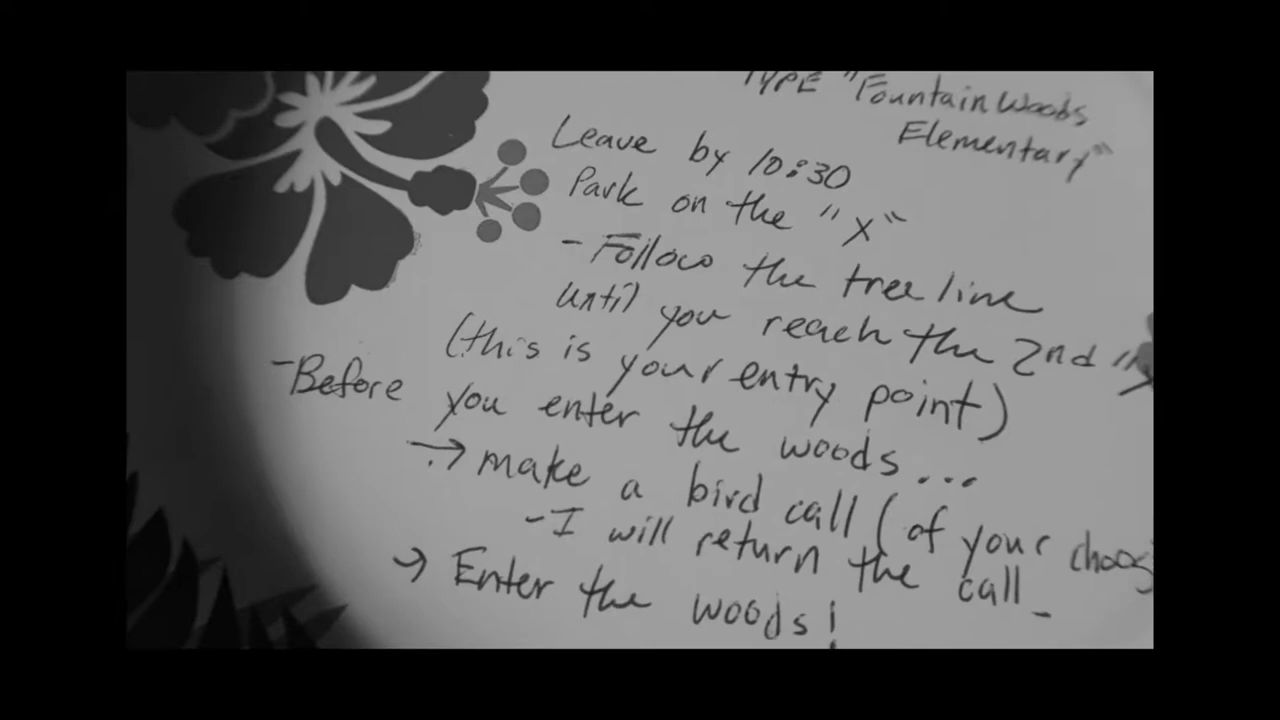 TYPE "Fountain Woods
Elementary"
Leave by 10:30
Park on the "x"
- Follow the tree line
until you reach the 2nd "
(this is your entry point)
- Before you enter the woods...
→ make a bird call (of your choos
- I will return the call
→ Enter the woods!